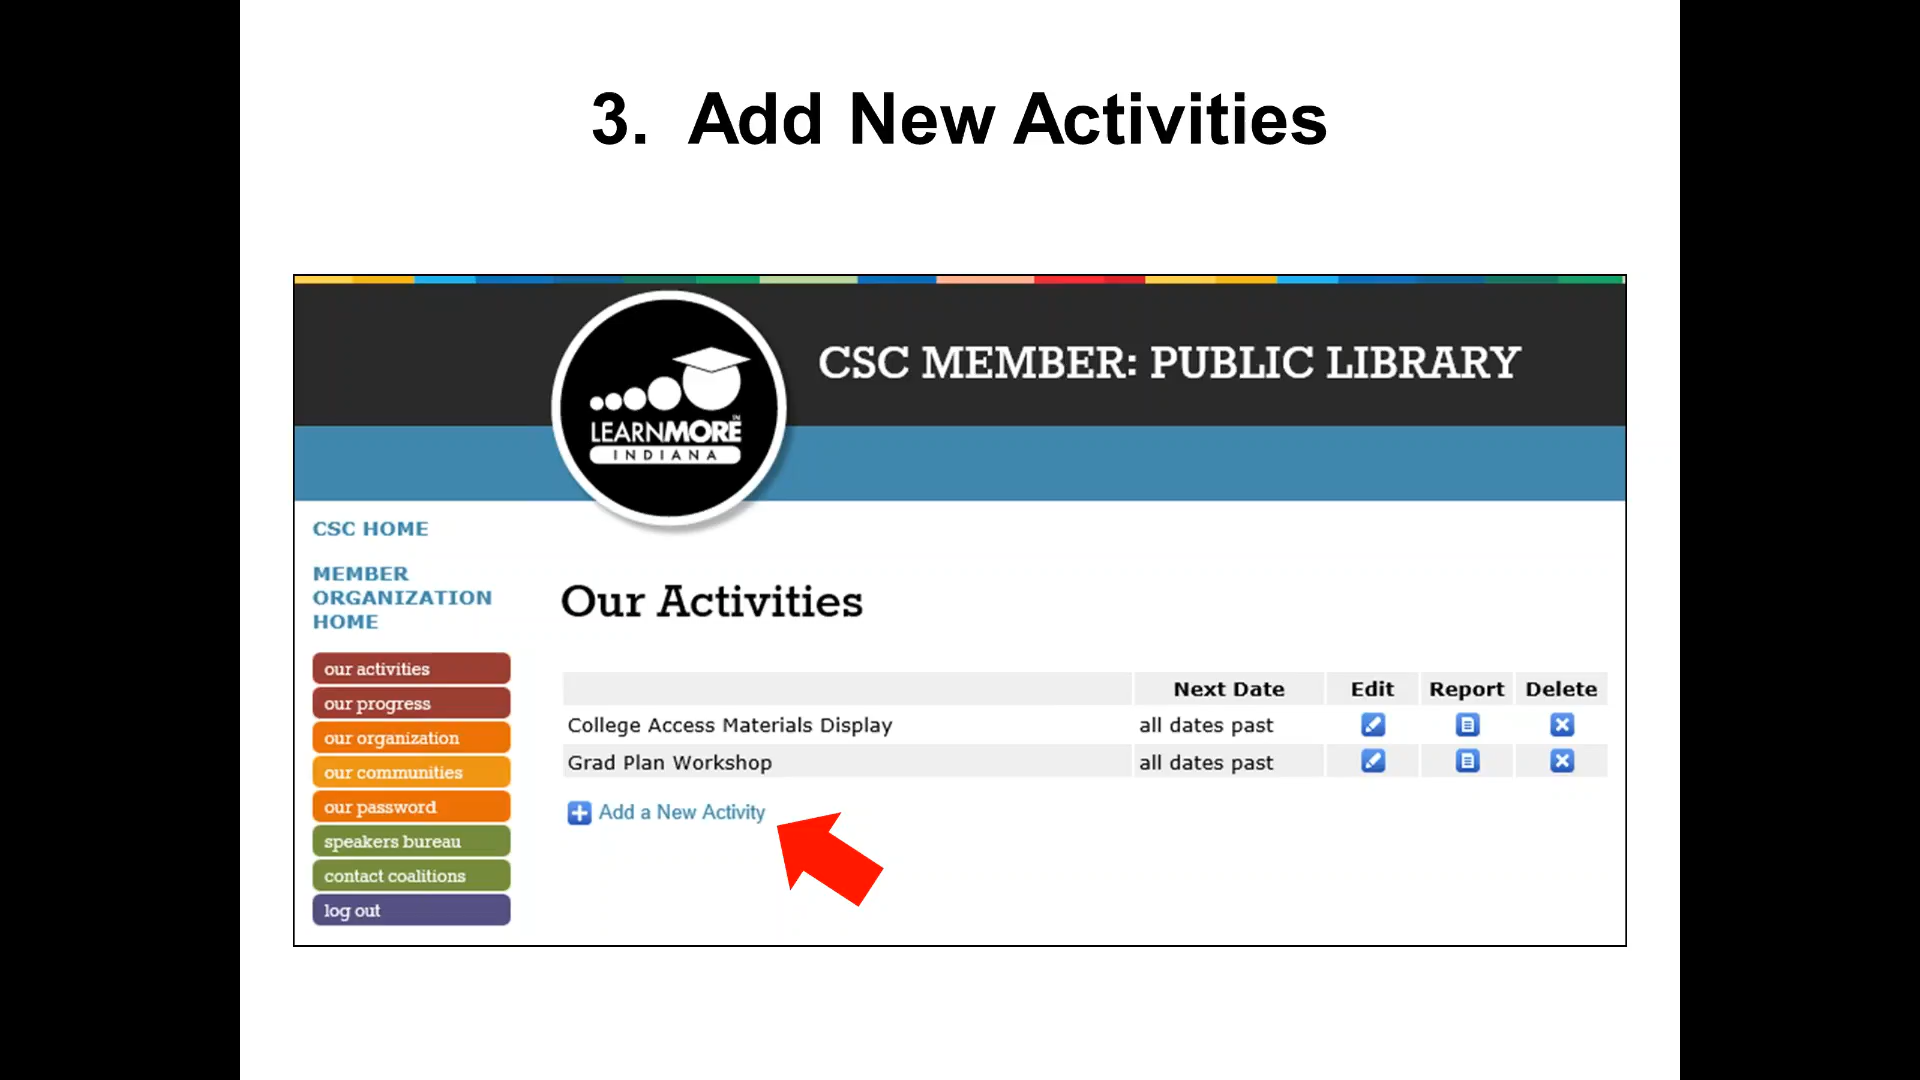 3. Add New Activities
CSC MEMBER: PUBLIC LIBRARY
LEARNMORE™
INDIANA
CSC HOME
MEMBER
ORGANIZATION
HOME
our activities
our progress
our organization
our communities
our password
speakers bureau
contact coalitions
log out
Our Activities
Next Date Edit Report Delete
College Access Materials Display all dates past
Grad Plan Workshop all dates past
Add a New Activity